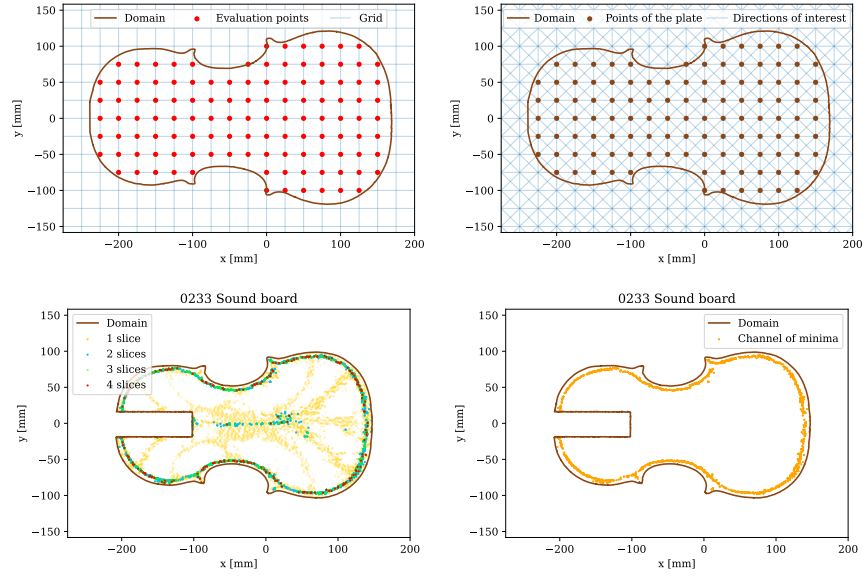 Domain Evaluation points Grid
150
100
50
0
−50
−100
−150
y [mm]
−200 −100 0 100 200
x [mm]
Domain Points of the plate Directions of interest
150
100
50
0
−50
−100
−150
y [mm]
−200 −100 0 100 200
x [mm]
0233 Sound board
Domain
1 slice
2 slices
3 slices
4 slices
150
100
50
0
−50
−100
−150
y [mm]
−200 −100 0 100 200
x [mm]
0233 Sound board
Domain
Channel of minima
150
100
50
0
−50
−100
−150
y [mm]
−200 −100 0 100 200
x [mm]